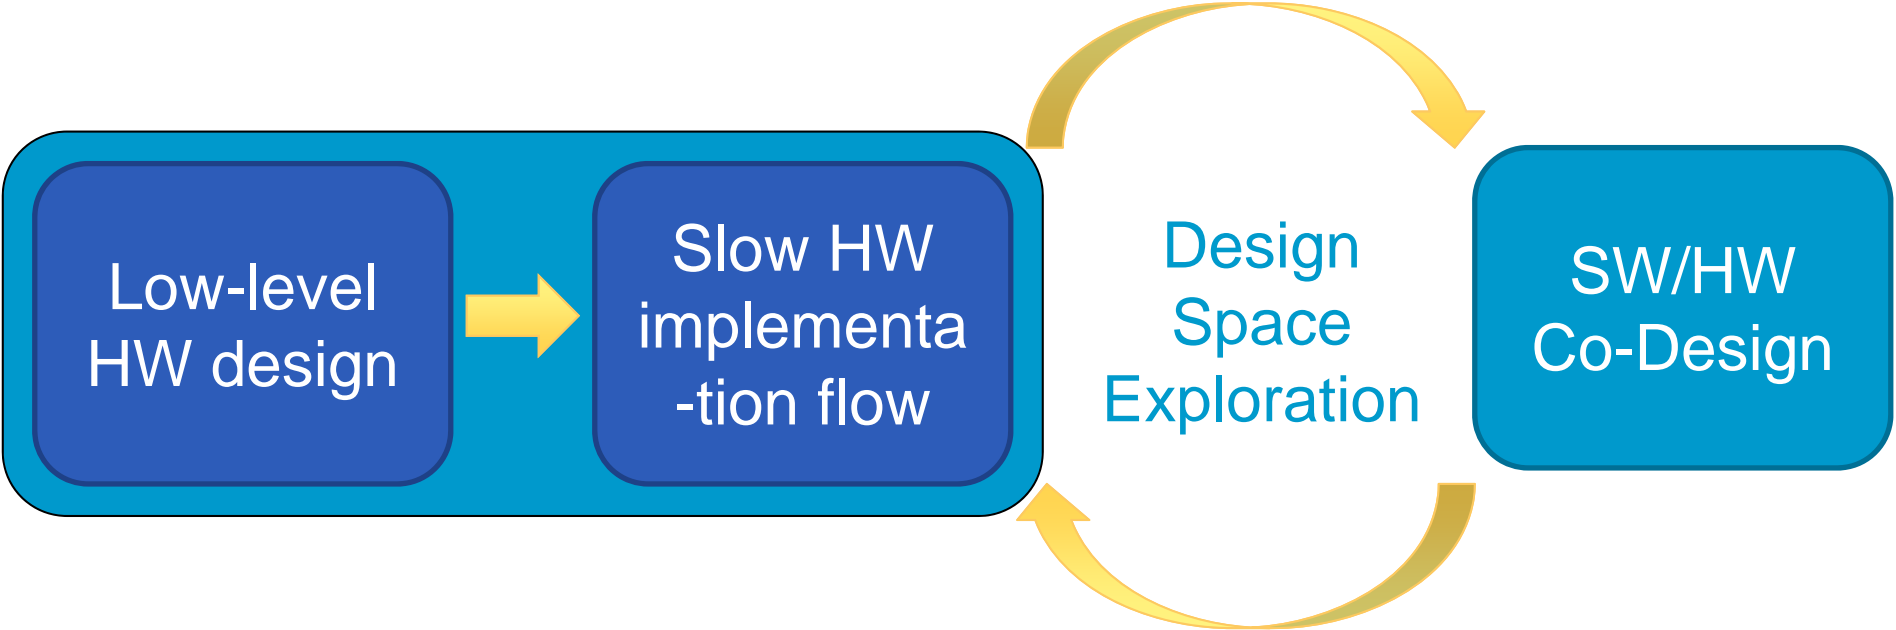 Low-level
HW design
Slow HW
implementa
-tion flow
Design
Space
Exploration
SW/HW
Co-Design